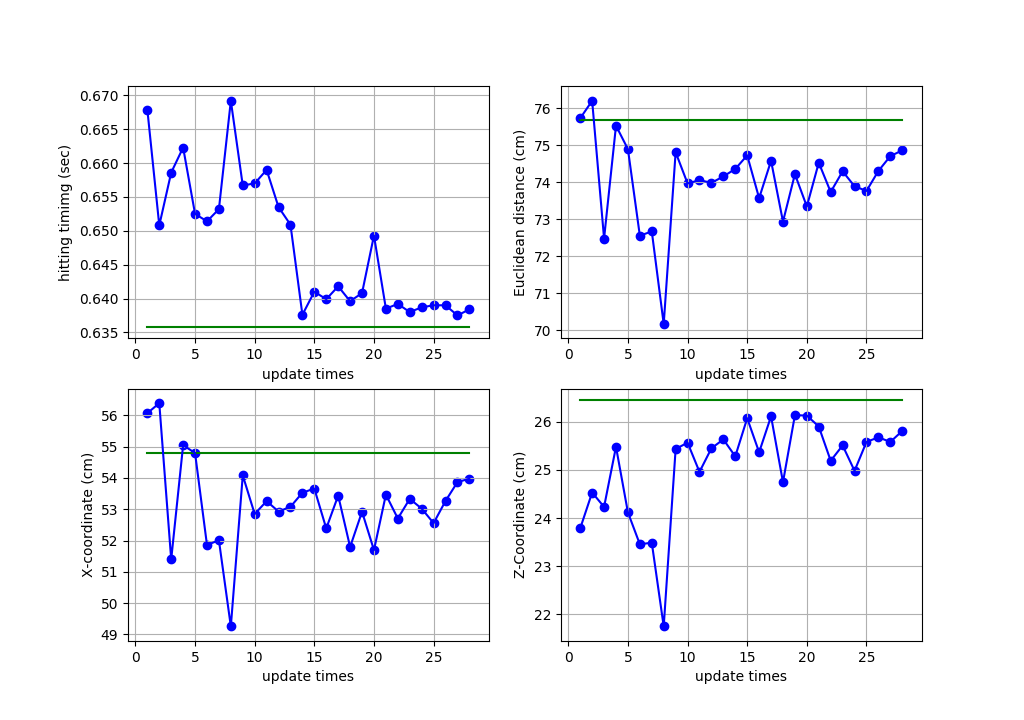 0.670
0.665
0.660
0.655
0.650
0.645
0.640
0.635
hitting timimg (sec)
0 5 10 15 20 25
update times
76
75
74
73
72
71
70
Euclidean distance (cm)
0 5 10 15 20 25
update times
56
55
54
53
52
51
50
49
X-coordinate (cm)
0 5 10 15 20 25
update times
26
25
24
23
22
Z-Coordinate (cm)
0 5 10 15 20 25
update times